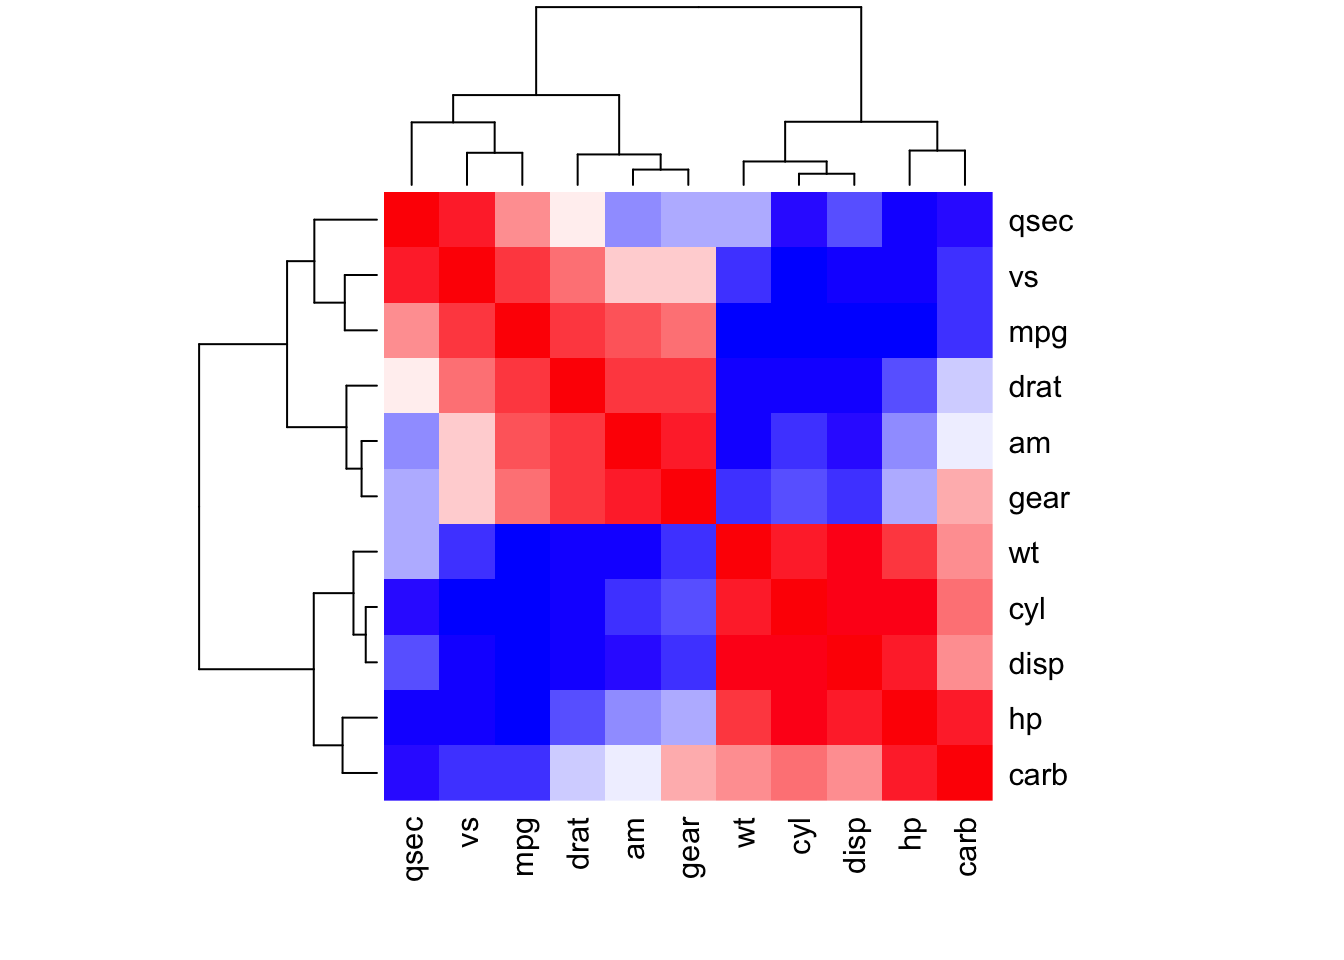 qsec
vs
mpg
drat
am
gear
wt
cyl
disp
hp
carb
qsec
vs
mpg
drat
am
gear
wt
cyl
disp
hp
carb